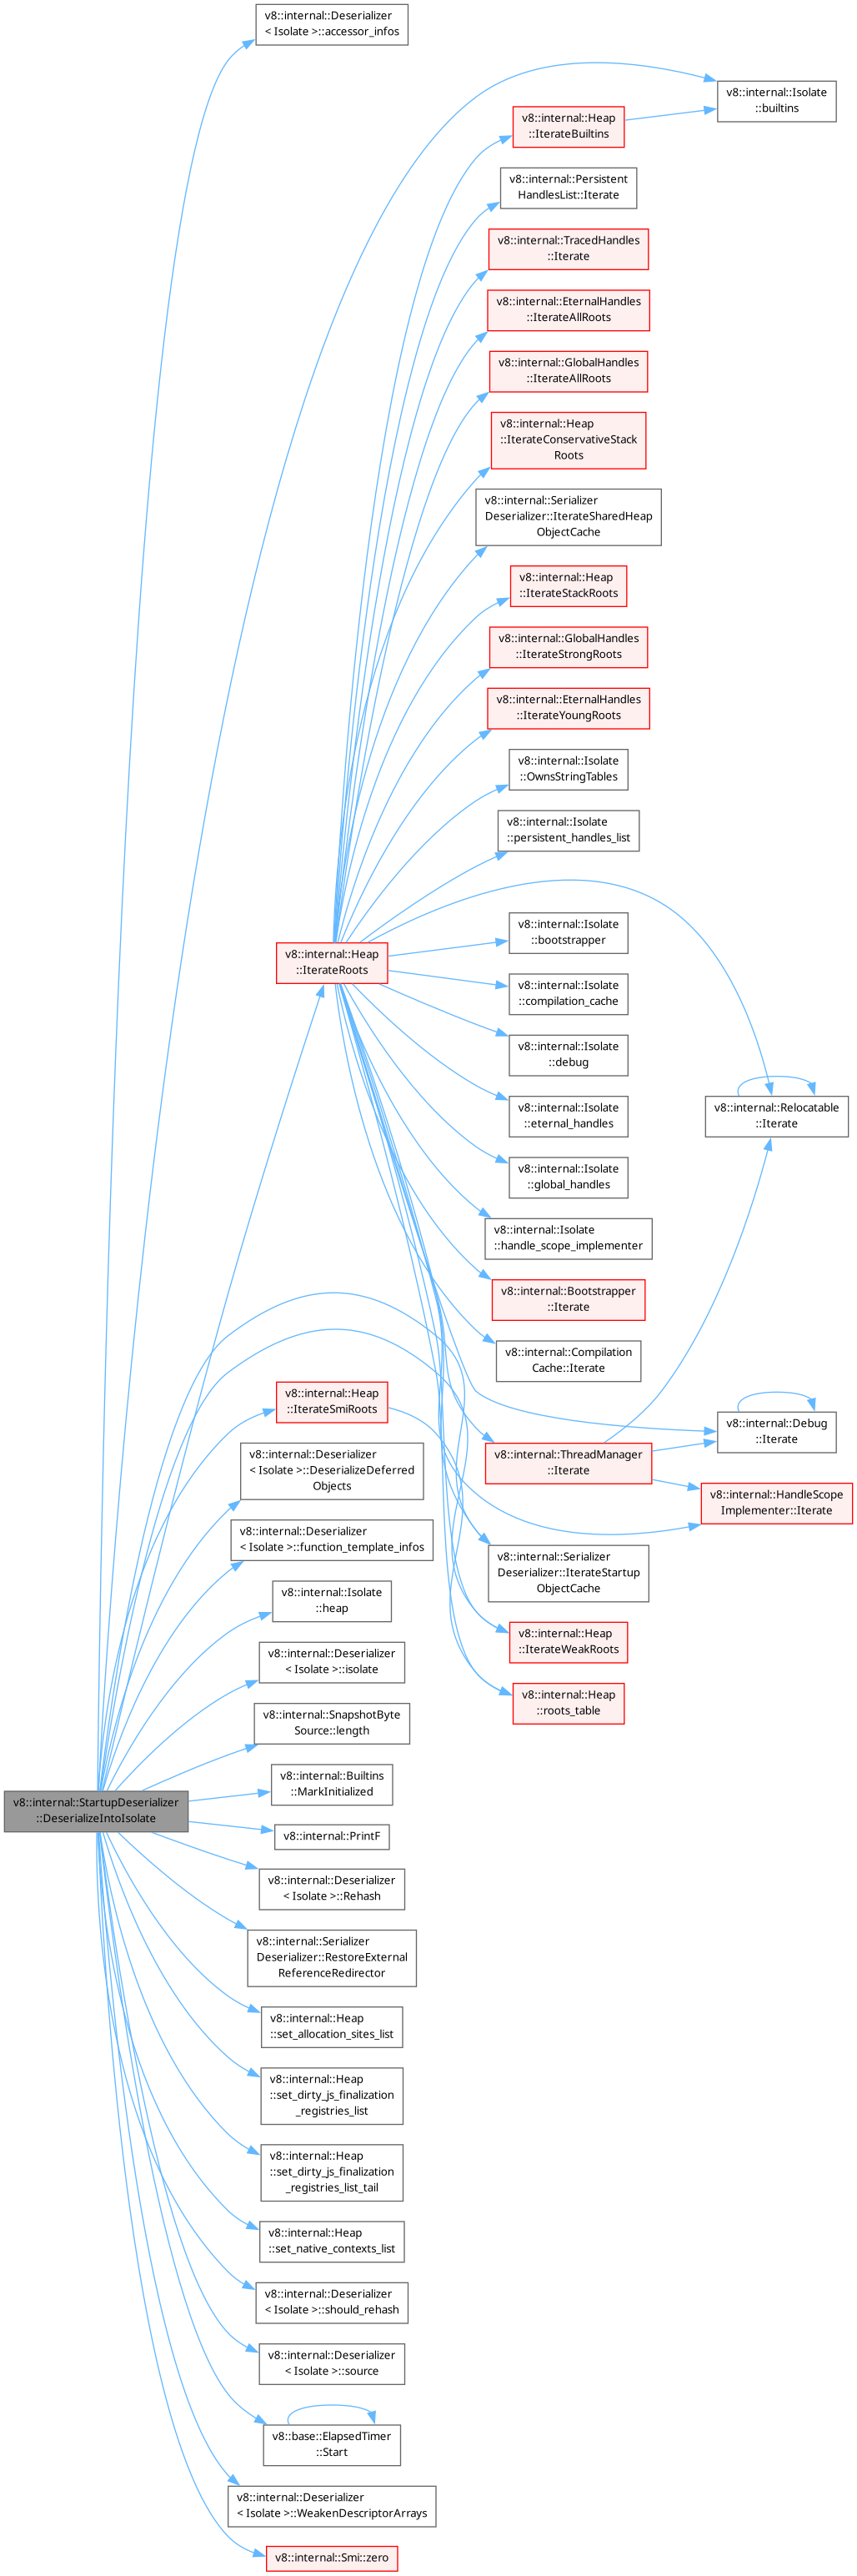 v8::internal::Deserializer
< Isolate >::accessor_infos
v8::internal::Isolate
::builtins
v8::internal::Heap
::IterateBuiltins
v8::internal::Persistent
HandlesList::Iterate
v8::internal::TracedHandles
::Iterate
v8::internal::EternalHandles
::IterateAllRoots
v8::internal::GlobalHandles
::IterateAllRoots
v8::internal::Heap
::IterateConservativeStack
Roots
v8::internal::Serializer
Deserializer::IterateSharedHeap
ObjectCache
v8::internal::Heap
::IterateStackRoots
v8::internal::GlobalHandles
::IterateStrongRoots
v8::internal::EternalHandles
::IterateYoungRoots
v8::internal::Isolate
::OwnsStringTables
v8::internal::Isolate
::persistent_handles_list
v8::internal::Heap
::IterateRoots
v8::internal::Isolate
::bootstrapper
v8::internal::Isolate
::compilation_cache
v8::internal::Isolate
::debug
v8::internal::Isolate
::eternal_handles
v8::internal::Relocatable
::Iterate
v8::internal::Isolate
::global_handles
v8::internal::Isolate
::handle_scope_implementer
v8::internal::Bootstrapper
::Iterate
v8::internal::Compilation
Cache::Iterate
v8::internal::Heap
::IterateSmiRoots
v8::internal::Debug
::Iterate
v8::internal::ThreadManager
::Iterate
v8::internal::Deserializer
< Isolate >::DeserializeDeferred
Objects
v8::internal::HandleScope
Implementer::Iterate
v8::internal::Deserializer
< Isolate >::function_template_infos
v8::internal::Serializer
Deserializer::IterateStartup
ObjectCache
v8::internal::Isolate
::heap
v8::internal::Heap
::IterateWeakRoots
v8::internal::Deserializer
< Isolate >::isolate
v8::internal::Heap
::roots_table
v8::internal::SnapshotByte
Source::length
v8::internal::StartupDeserializer
::DeserializeIntoIsolate
v8::internal::Builtins
::MarkInitialized
v8::internal::PrintF
v8::internal::Deserializer
< Isolate >::Rehash
v8::internal::Serializer
Deserializer::RestoreExternal
ReferenceRedirector
v8::internal::Heap
::set_allocation_sites_list
v8::internal::Heap
::set_dirty_js_finalization
_registries_list
v8::internal::Heap
::set_dirty_js_finalization
_registries_list_tail
v8::internal::Heap
::set_native_contexts_list
v8::internal::Deserializer
< Isolate >::should_rehash
v8::internal::Deserializer
< Isolate >::source
v8::base::ElapsedTimer
::Start
v8::internal::Deserializer
< Isolate >::WeakenDescriptorArrays
v8::internal::Smi::zero